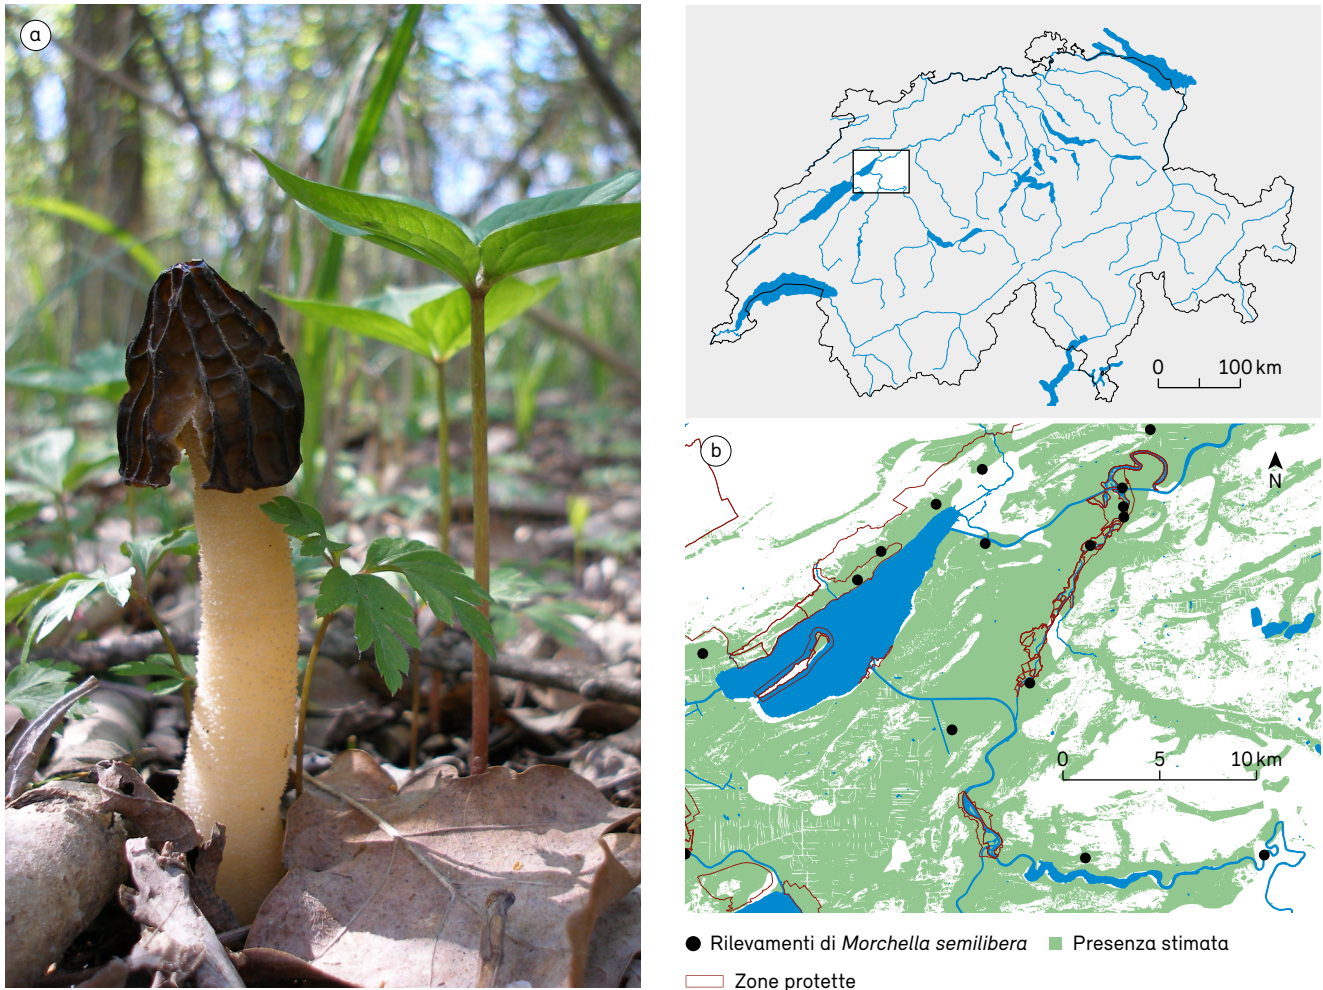 a
0 100 km
b
N
0 5 10 km
Rilevamenti di Morchella semilibera Presenza stimata
Zone protette